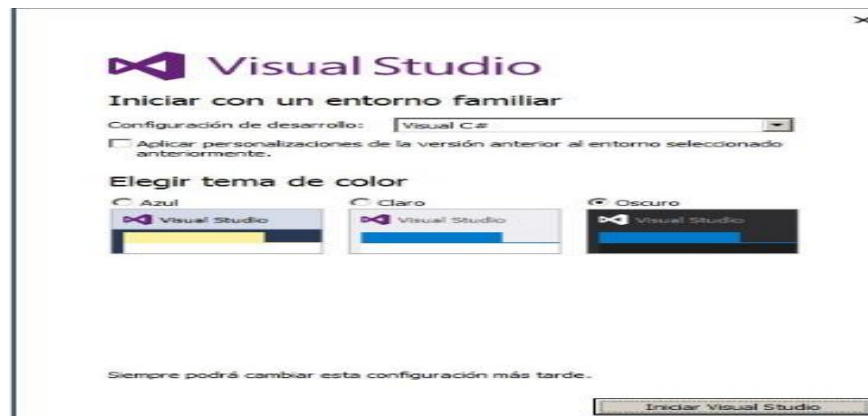 Visual Studio
Iniciar con un entorno familiar
Configuración de desarrollo: Visual C#
Aplicar personalizaciones de la versión anterior al entorno seleccionado
anteriormente.
Elegir tema de color
Azul Claro Oscuro
Visual Studio Visual Studio Visual Studio
Siempre podrá cambiar esta configuración más tarde.
Iniciar Visual Studio